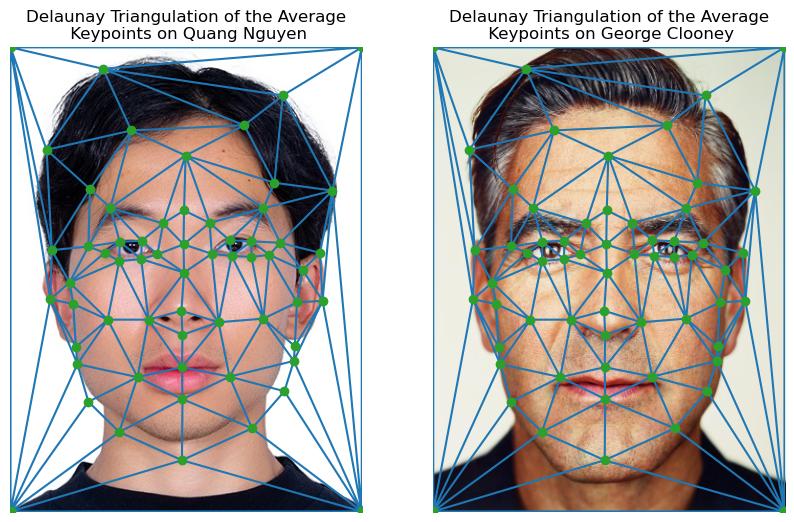 Delaunay Triangulation of the Average
Keypoints on Quang Nguyen
Delaunay Triangulation of the Average
Keypoints on George Clooney